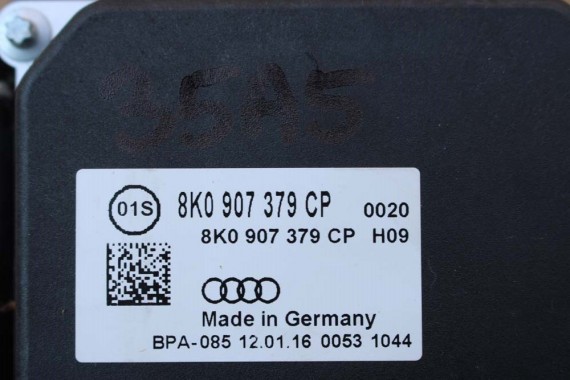 35A5
01S 8K0 907 379 CP 0020
8K0 907 379 CP H09
Made in Germany
BPA-085 12.01.16 0053 1044